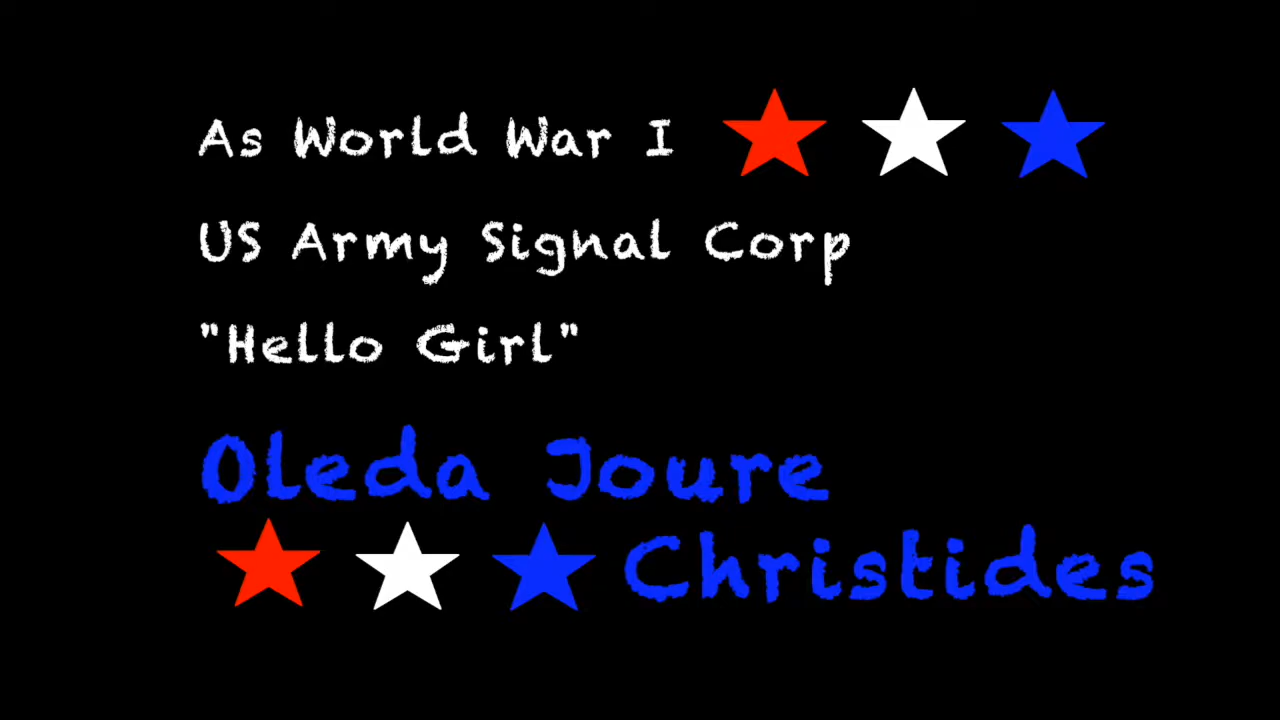 As World War I
US Army Signal Corp
"Hello Girl"
Oleda Joure
Christides